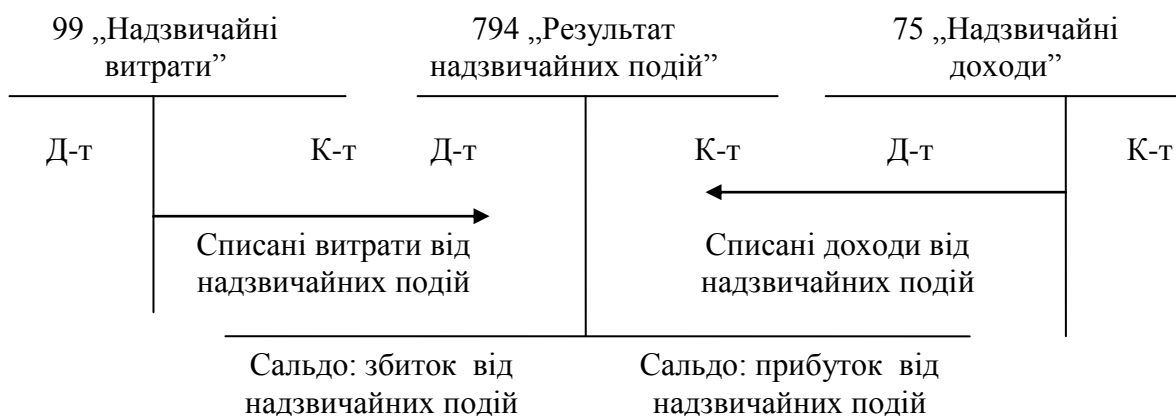 99 „Надзвичайні
витрати”
794 „Результат
надзвичайних подій”
75 „Надзвичайні
доходи”
Д-т К-т Д-т К-т Д-т К-т
Списані витрати від
надзвичайних подій
Списані доходи від
надзвичайних подій
Сальдо: збиток від
надзвичайних подій
Сальдо: прибуток від
надзвичайних подій